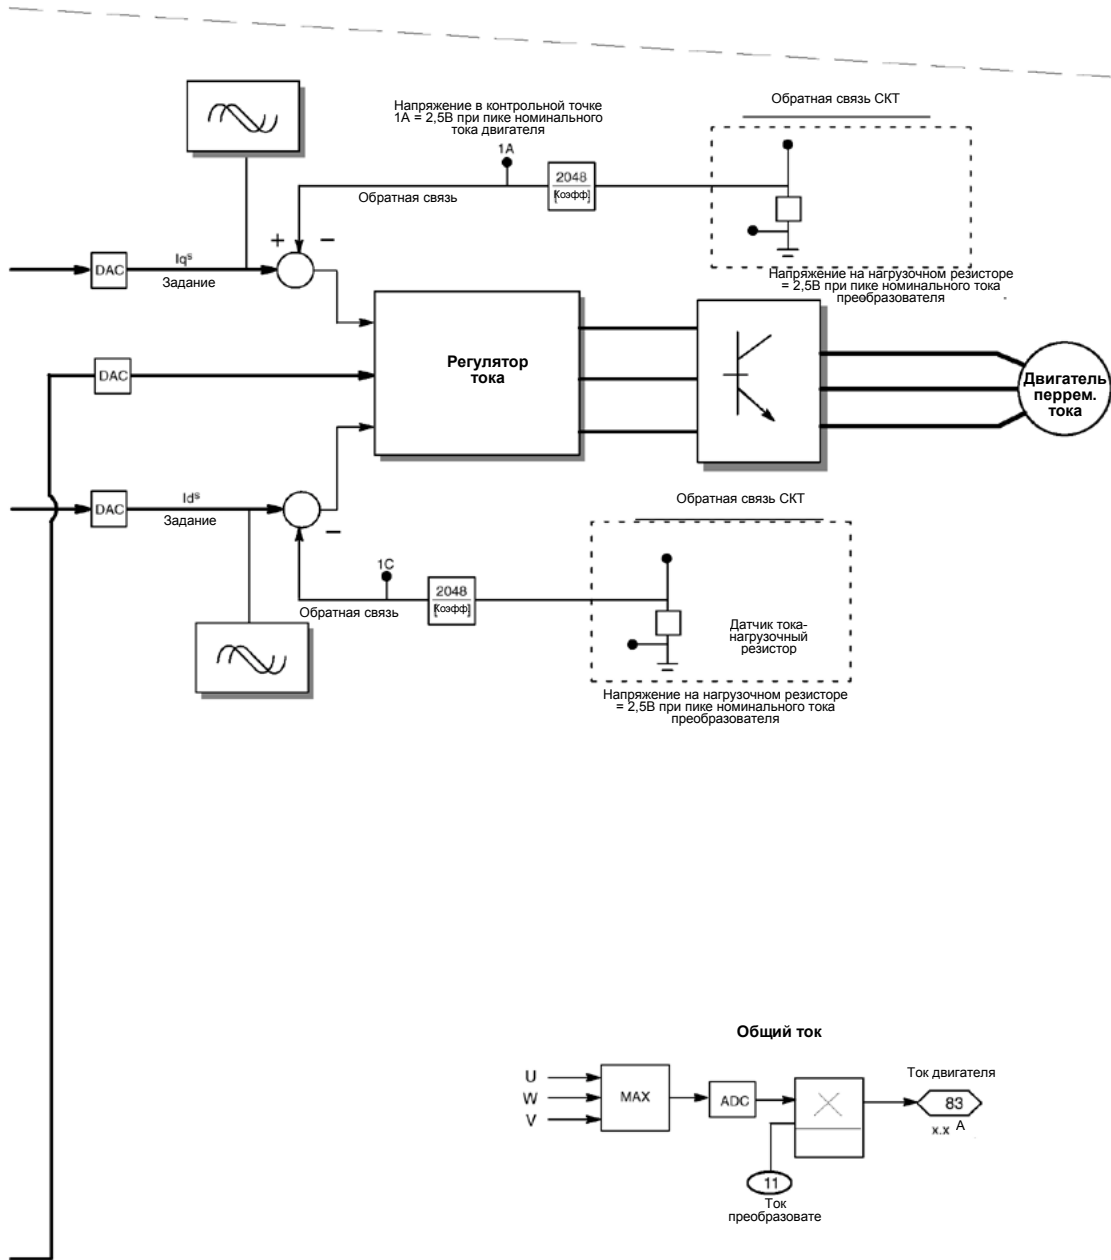 Обратная связь СКТ
Напряжение в контрольной точке
1А = 2,5В при пике номинального
тока двигателя
1A
2048
[Коэфф]
Обратная связь
+
–
DAC
Iqˢ
Задание
Напряжение на нагрузочном резисторе
= 2,5В при пике номинального тока
преобразователя
Регулятор
тока
DAC
Двигатель
перрем.
тока
DAC
Idˢ
Задание
–
Обратная связь СКТ
1C
2048
[Коэфф]
Обратная связь
Датчик тока-
нагрузочный
резистор
Напряжение на нагрузочном резисторе
= 2,5В при пике номинального тока
преобразователя
Общий ток
U
W
V
MAX
ADC
Ток двигателя
83
x.x А
11
Ток
преобразовате